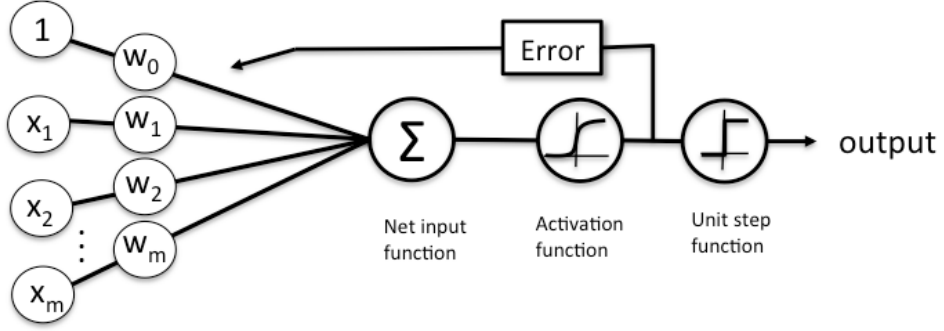 1
w0
Error
x1
w1
Σ
output
x2
w2
⋮
wm
xm
Net input
function
Activation
function
Unit step
function